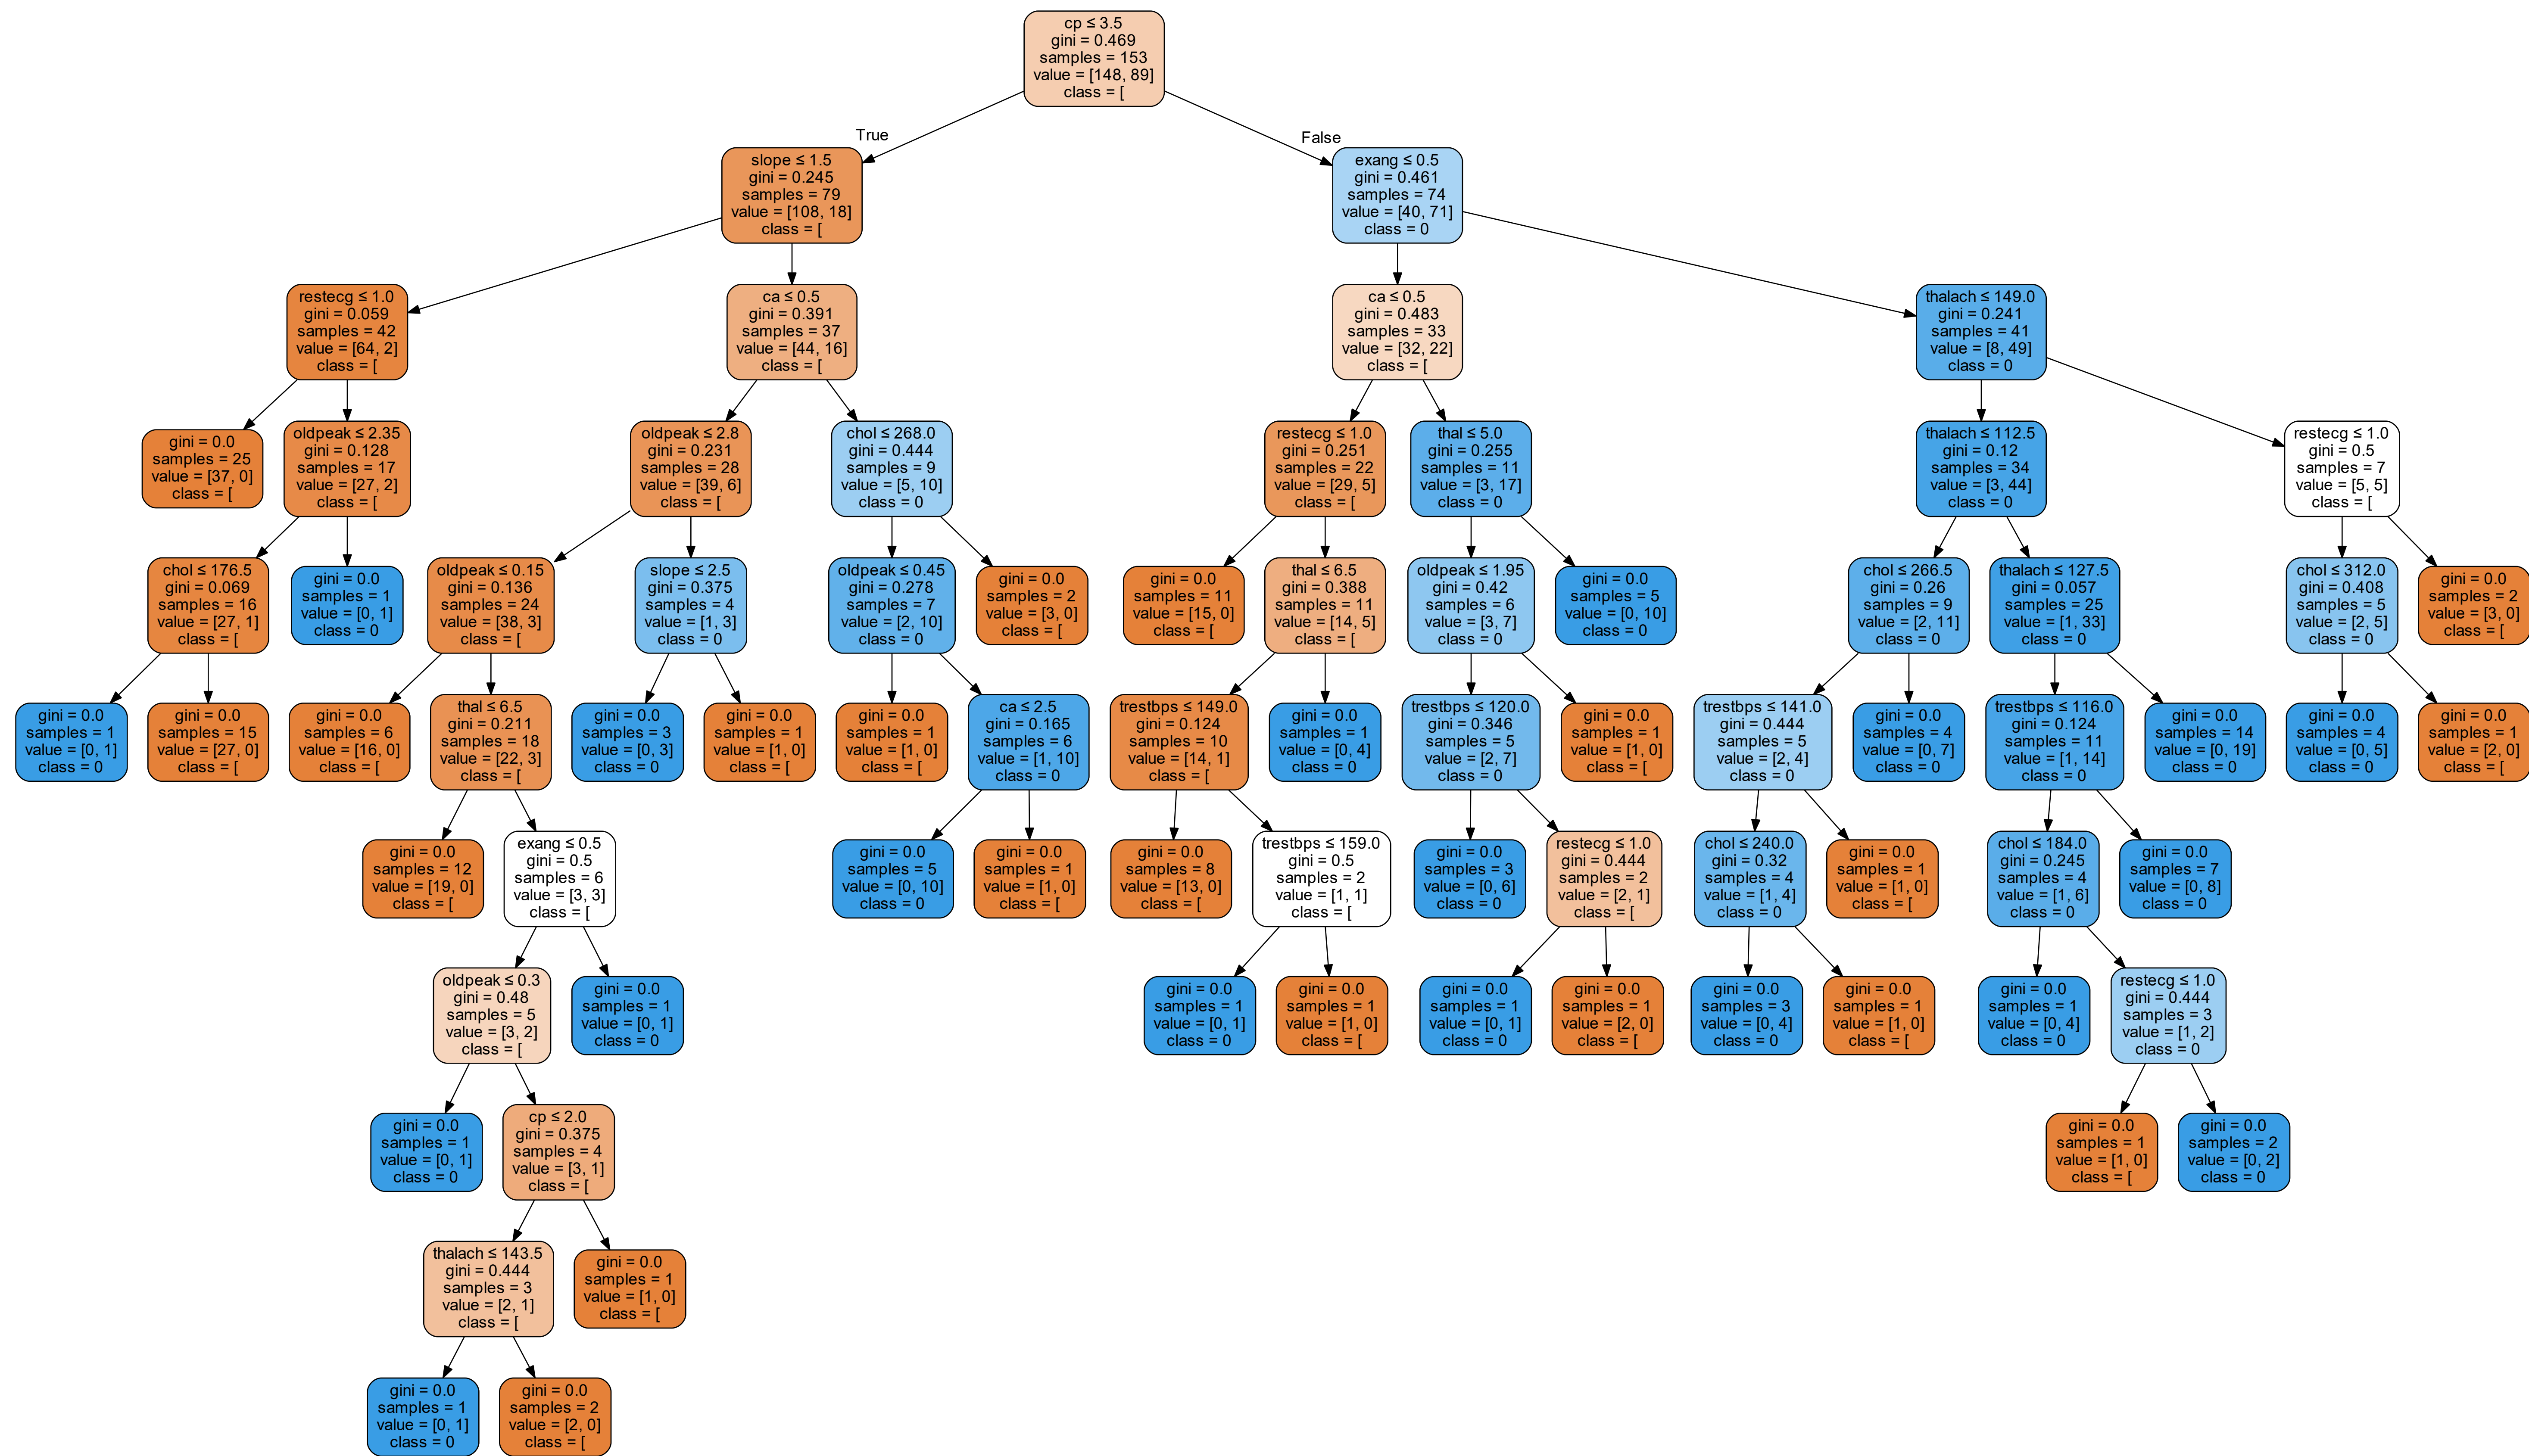 cp ≤ 3.5
gini = 0.469
samples = 153
value = [148, 89]
class = [
True
False
slope ≤ 1.5
gini = 0.245
samples = 79
value = [108, 18]
class = [
exang ≤ 0.5
gini = 0.461
samples = 74
value = [40, 71]
class = 0
restecg ≤ 1.0
gini = 0.059
samples = 42
value = [64, 2]
class = [
ca ≤ 0.5
gini = 0.391
samples = 37
value = [44, 16]
class = [
ca ≤ 0.5
gini = 0.483
samples = 33
value = [32, 22]
class = [
thalach ≤ 149.0
gini = 0.241
samples = 41
value = [8, 49]
class = 0
gini = 0.0
samples = 25
value = [37, 0]
class = [
oldpeak ≤ 2.35
gini = 0.128
samples = 17
value = [27, 2]
class = [
oldpeak ≤ 2.8
gini = 0.231
samples = 28
value = [39, 6]
class = [
chol ≤ 268.0
gini = 0.444
samples = 9
value = [5, 10]
class = 0
restecg ≤ 1.0
gini = 0.251
samples = 22
value = [29, 5]
class = [
thal ≤ 5.0
gini = 0.255
samples = 11
value = [3, 17]
class = 0
thalach ≤ 112.5
gini = 0.12
samples = 34
value = [3, 44]
class = 0
restecg ≤ 1.0
gini = 0.5
samples = 7
value = [5, 5]
class = [
chol ≤ 176.5
gini = 0.069
samples = 16
value = [27, 1]
class = [
gini = 0.0
samples = 1
value = [0, 1]
class = 0
oldpeak ≤ 0.15
gini = 0.136
samples = 24
value = [38, 3]
class = [
slope ≤ 2.5
gini = 0.375
samples = 4
value = [1, 3]
class = 0
oldpeak ≤ 0.45
gini = 0.278
samples = 7
value = [2, 10]
class = 0
gini = 0.0
samples = 2
value = [3, 0]
class = [
gini = 0.0
samples = 11
value = [15, 0]
class = [
thal ≤ 6.5
gini = 0.388
samples = 11
value = [14, 5]
class = [
oldpeak ≤ 1.95
gini = 0.42
samples = 6
value = [3, 7]
class = 0
gini = 0.0
samples = 5
value = [0, 10]
class = 0
chol ≤ 266.5
gini = 0.26
samples = 9
value = [2, 11]
class = 0
thalach ≤ 127.5
gini = 0.057
samples = 25
value = [1, 33]
class = 0
chol ≤ 312.0
gini = 0.408
samples = 5
value = [2, 5]
class = 0
gini = 0.0
samples = 2
value = [3, 0]
class = [
gini = 0.0
samples = 1
value = [0, 1]
class = 0
gini = 0.0
samples = 15
value = [27, 0]
class = [
gini = 0.0
samples = 6
value = [16, 0]
class = [
thal ≤ 6.5
gini = 0.211
samples = 18
value = [22, 3]
class = [
gini = 0.0
samples = 3
value = [0, 3]
class = 0
gini = 0.0
samples = 1
value = [1, 0]
class = [
gini = 0.0
samples = 1
value = [1, 0]
class = [
ca ≤ 2.5
gini = 0.165
samples = 6
value = [1, 10]
class = 0
trestbps ≤ 149.0
gini = 0.124
samples = 10
value = [14, 1]
class = [
gini = 0.0
samples = 1
value = [0, 4]
class = 0
trestbps ≤ 120.0
gini = 0.346
samples = 5
value = [2, 7]
class = 0
gini = 0.0
samples = 1
value = [1, 0]
class = [
trestbps ≤ 141.0
gini = 0.444
samples = 5
value = [2, 4]
class = 0
gini = 0.0
samples = 4
value = [0, 7]
class = 0
trestbps ≤ 116.0
gini = 0.124
samples = 11
value = [1, 14]
class = 0
gini = 0.0
samples = 14
value = [0, 19]
class = 0
gini = 0.0
samples = 4
value = [0, 5]
class = 0
gini = 0.0
samples = 1
value = [2, 0]
class = [
gini = 0.0
samples = 12
value = [19, 0]
class = [
exang ≤ 0.5
gini = 0.5
samples = 6
value = [3, 3]
class = [
gini = 0.0
samples = 5
value = [0, 10]
class = 0
gini = 0.0
samples = 1
value = [1, 0]
class = [
gini = 0.0
samples = 8
value = [13, 0]
class = [
trestbps ≤ 159.0
gini = 0.5
samples = 2
value = [1, 1]
class = [
gini = 0.0
samples = 3
value = [0, 6]
class = 0
restecg ≤ 1.0
gini = 0.444
samples = 2
value = [2, 1]
class = [
chol ≤ 240.0
gini = 0.32
samples = 4
value = [1, 4]
class = 0
gini = 0.0
samples = 1
value = [1, 0]
class = [
chol ≤ 184.0
gini = 0.245
samples = 4
value = [1, 6]
class = 0
gini = 0.0
samples = 7
value = [0, 8]
class = 0
oldpeak ≤ 0.3
gini = 0.48
samples = 5
value = [3, 2]
class = [
gini = 0.0
samples = 1
value = [0, 1]
class = 0
gini = 0.0
samples = 1
value = [0, 1]
class = 0
gini = 0.0
samples = 1
value = [1, 0]
class = [
gini = 0.0
samples = 1
value = [0, 1]
class = 0
gini = 0.0
samples = 1
value = [2, 0]
class = [
gini = 0.0
samples = 3
value = [0, 4]
class = 0
gini = 0.0
samples = 1
value = [1, 0]
class = [
gini = 0.0
samples = 1
value = [0, 4]
class = 0
restecg ≤ 1.0
gini = 0.444
samples = 3
value = [1, 2]
class = 0
gini = 0.0
samples = 1
value = [0, 1]
class = 0
cp ≤ 2.0
gini = 0.375
samples = 4
value = [3, 1]
class = [
gini = 0.0
samples = 1
value = [1, 0]
class = [
gini = 0.0
samples = 2
value = [0, 2]
class = 0
thalach ≤ 143.5
gini = 0.444
samples = 3
value = [2, 1]
class = [
gini = 0.0
samples = 1
value = [1, 0]
class = [
gini = 0.0
samples = 1
value = [0, 1]
class = 0
gini = 0.0
samples = 2
value = [2, 0]
class = [